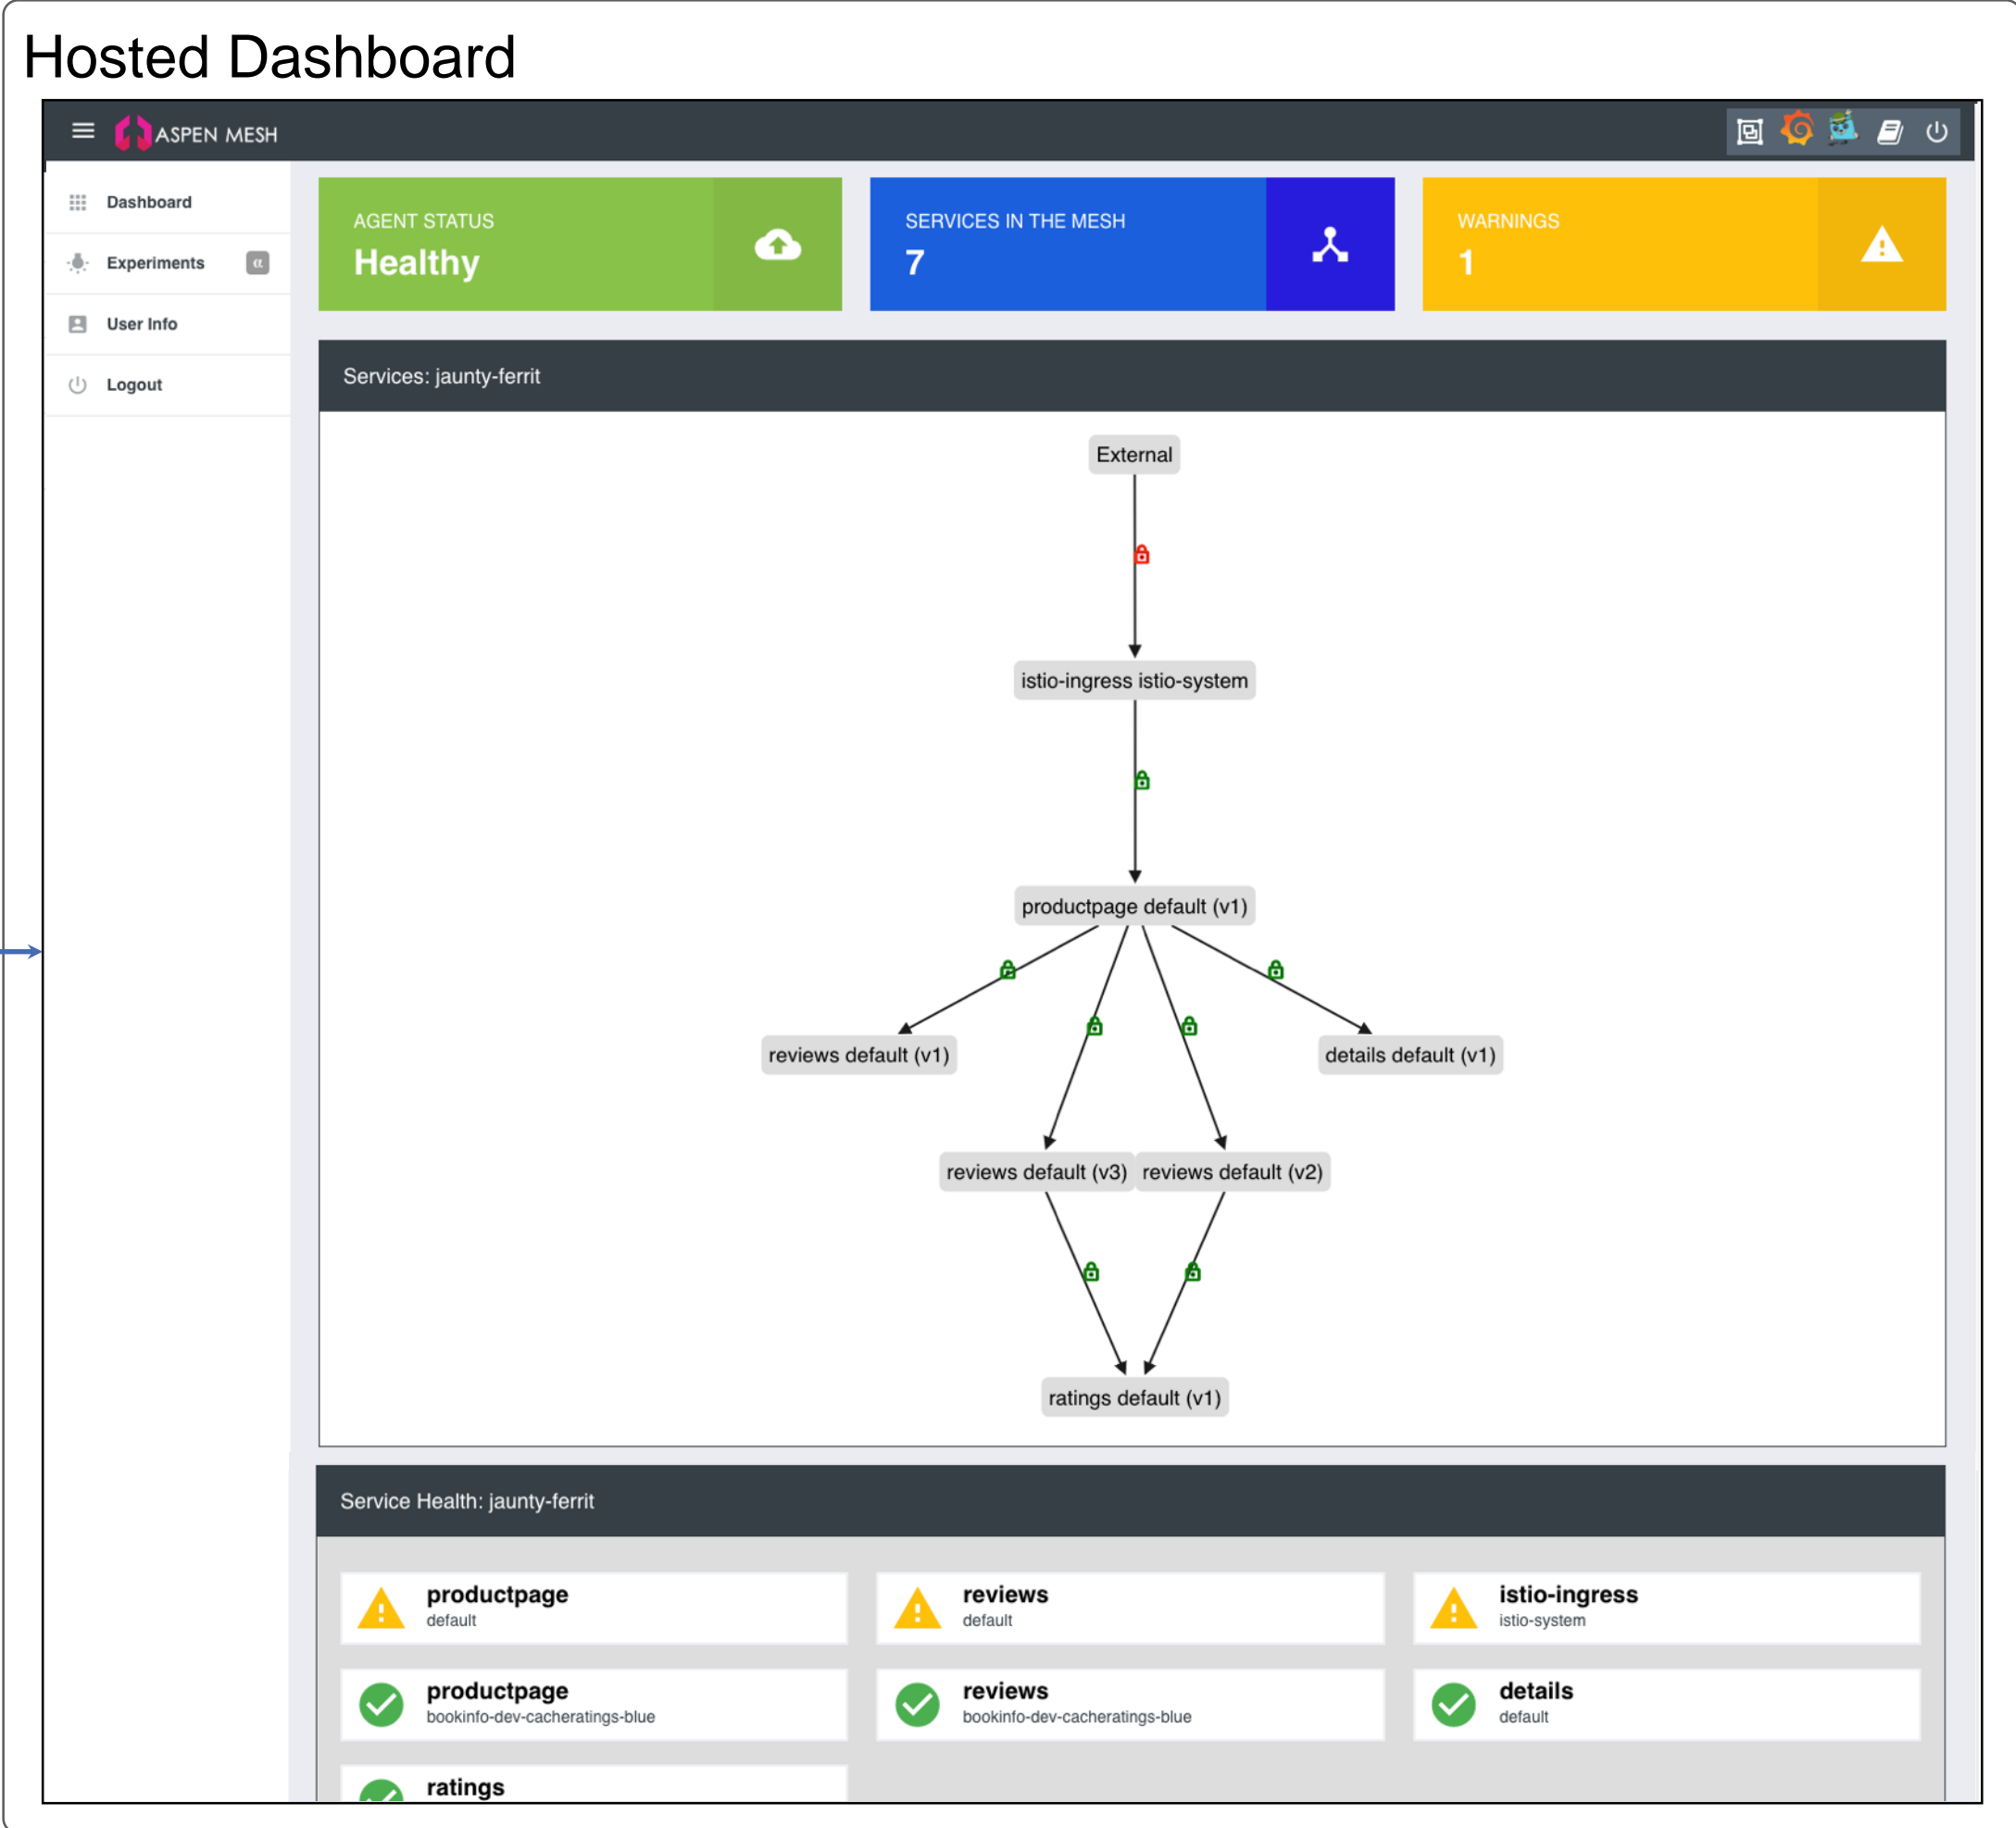 Hosted Dashboard
ASPEN MESH
Dashboard
Experiments α
User Info
Logout
AGENT STATUS
Healthy
SERVICES IN THE MESH
7
WARNINGS
1
Services: jaunty-ferrit
External
istio-ingress istio-system
productpage default (v1)
reviews default (v1)
details default (v1)
reviews default (v3)
reviews default (v2)
ratings default (v1)
Service Health: jaunty-ferrit
productpage
default
reviews
default
istio-ingress
istio-system
productpage
bookinfo-dev-cacheratings-blue
reviews
bookinfo-dev-cacheratings-blue
details
default
ratings